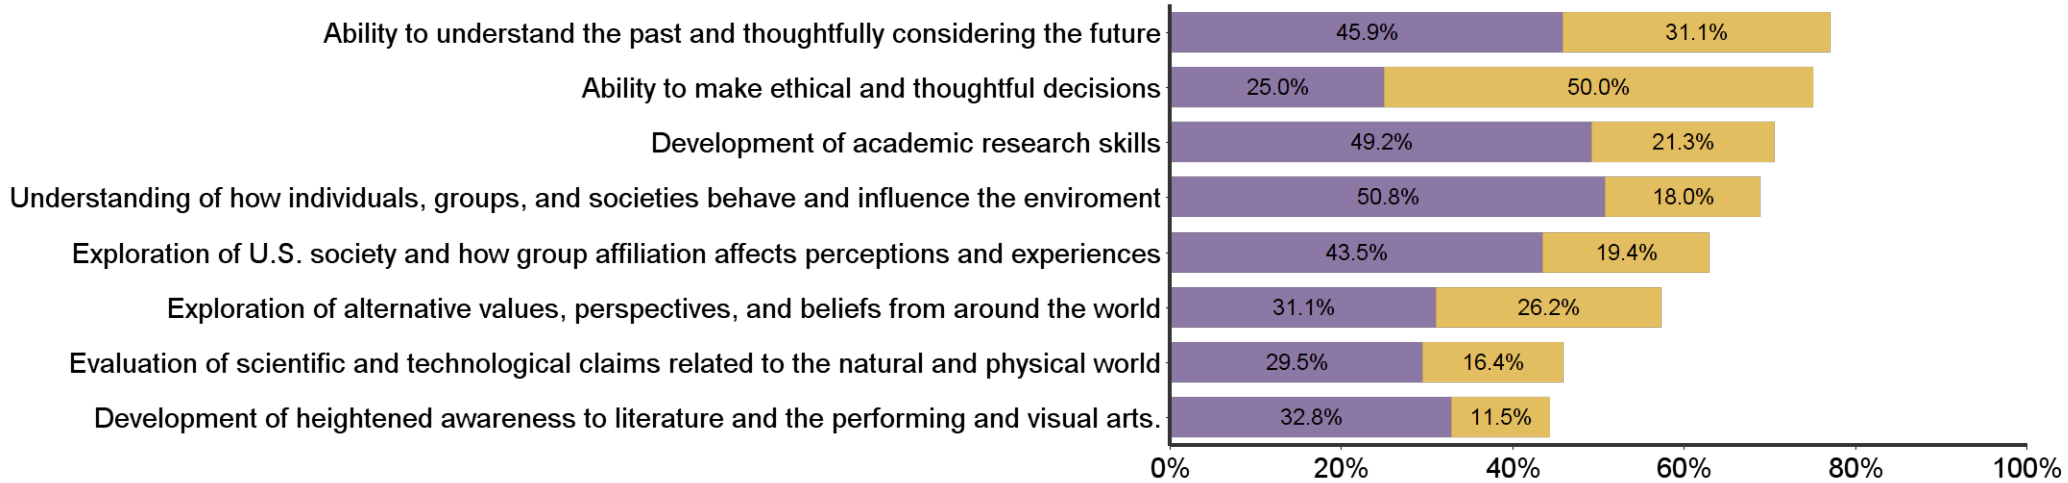 Ability to understand the past and thoughtfully considering the future 45.9% 31.1%
Ability to make ethical and thoughtful decisions 25.0% 50.0%
Development of academic research skills 49.2% 21.3%
Understanding of how individuals, groups, and societies behave and influence the enviroment 50.8% 18.0%
Exploration of U.S. society and how group affiliation affects perceptions and experiences 43.5% 19.4%
Exploration of alternative values, perspectives, and beliefs from around the world 31.1% 26.2%
Evaluation of scientific and technological claims related to the natural and physical world 29.5% 16.4%
Development of heightened awareness to literature and the performing and visual arts. 32.8% 11.5%
0% 20% 40% 60% 80% 100%